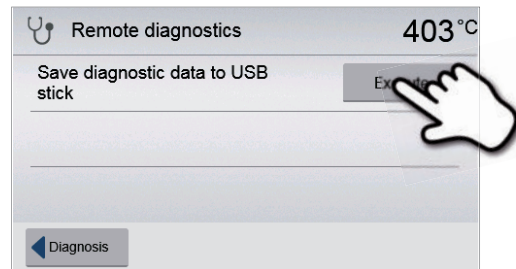 Remote diagnostics
403°C
Save diagnostic data to USB
stick
Diagnosis